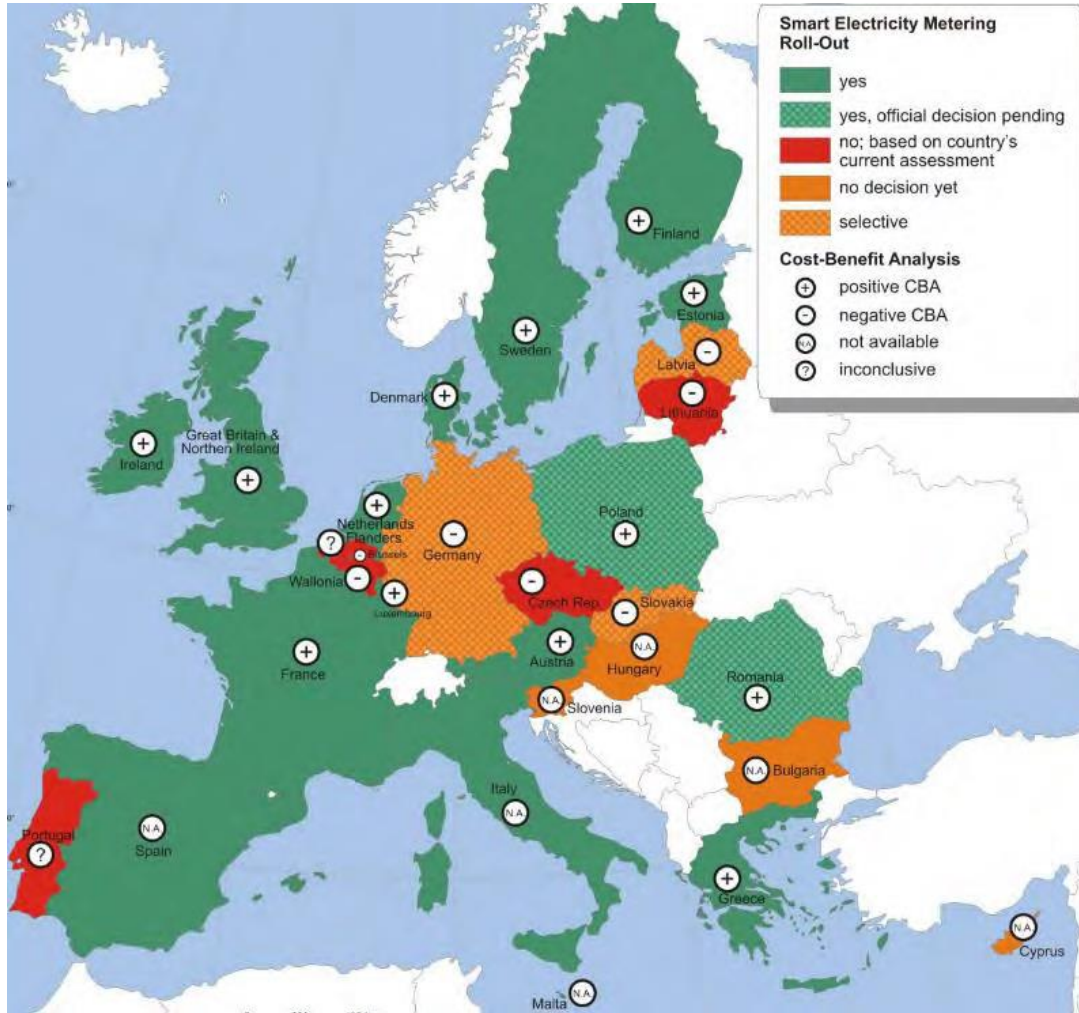 Smart Electricity Metering
Roll-Out
yes
yes, official decision pending
no; based on country's
current assessment
no decision yet
selective
Cost-Benefit Analysis
+ positive CBA
- negative CBA
N.A. not available
? inconclusive
+
Finland
+
Estonia
+
Sweden
-
Latvia
-
Lithuania
Denmark +
Great Britain &
Northen Ireland
+
+
Ireland
+
Netherlands
Flanders
?
- Brussels
Wallonia -
+
Luxembourg
-
Germany
Poland
+
-
Czech Rep.
Slovakia
-
N.A.
Hungary
+
Austria
+
France
N.A. Slovenia
Romania
+
N.A. Bulgaria
Italy
N.A.
Portugal
?
N.A.
Spain
+
Greece
N.A.
Cyprus
Malta N.A.